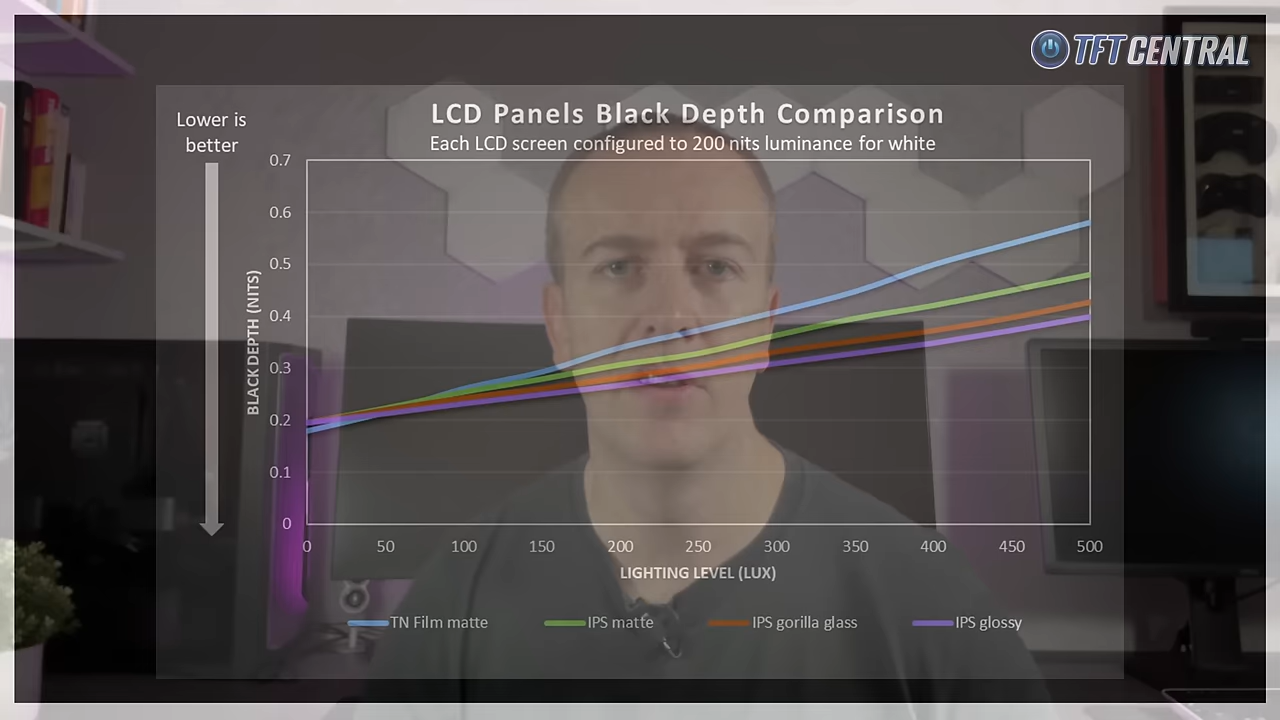 TFT CENTRAL
LCD Panels Black Depth Comparison
Each LCD screen configured to 200 nits luminance for white
Lower is
better
BLACK DEPTH (NITS)
0.7
0.6
0.5
0.4
0.3
0.2
0.1
0
0 50 100 150 200 250 300 350 400 450 500
LIGHTING LEVEL (LUX)
TN Film matte IPS matte IPS gorilla glass IPS glossy